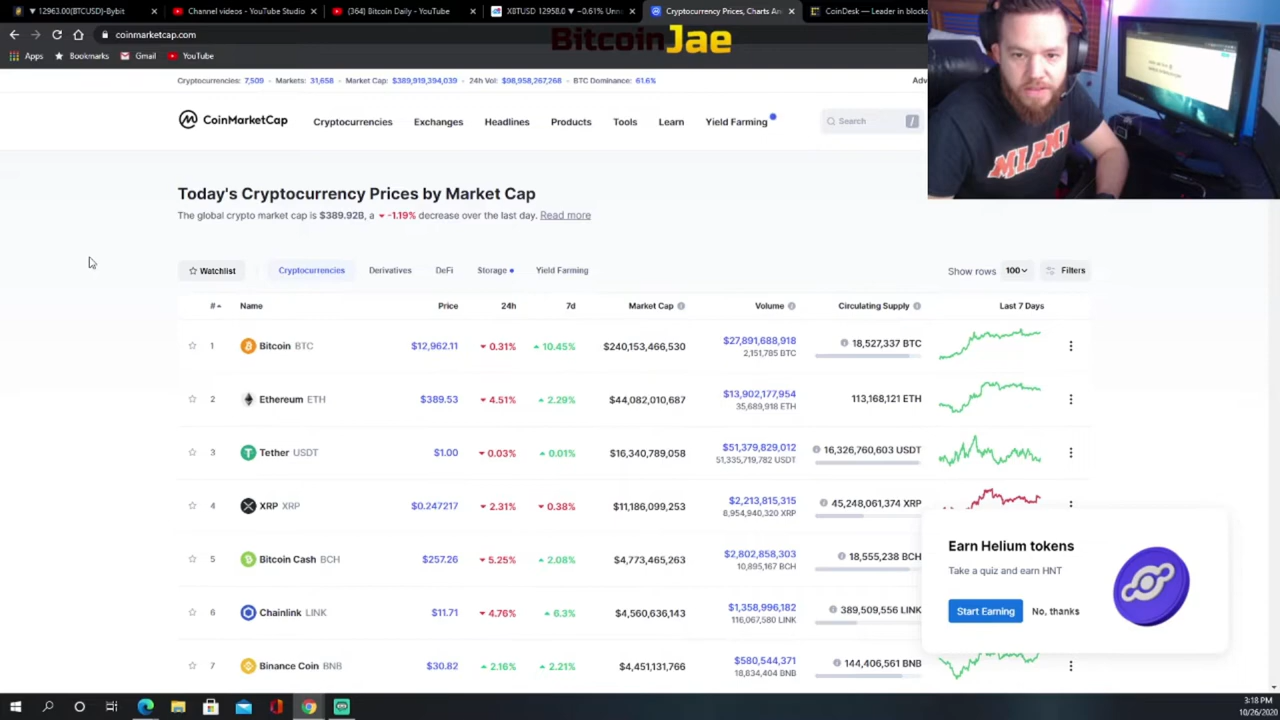 12963.00(BTCUSD)-Bybit
Channel videos - YouTube Studio
(364) Bitcoin Daily - YouTube
XBTUSD 12958.0 ▼ −0.61% Unn
Cryptocurrency Prices, Charts An
CoinDesk — Leader in blockc
coinmarketcap.com
Apps
Bookmarks
Gmail
YouTube
BitcoinJae
Cryptocurrencies: 7,509 • Markets: 31,658 • Market Cap: $389,919,394,039 • 24h Vol: $98,958,267,268 • BTC Dominance: 61.6%
Adv
CoinMarketCap
Cryptocurrencies
Exchanges
Headlines
Products
Tools
Learn
Yield Farming
Search
/
MIAMI
Today's Cryptocurrency Prices by Market Cap
The global crypto market cap is $389.92B, a ▼ -1.19% decrease over the last day. Read more
Watchlist
Cryptocurrencies
Derivatives
DeFi
Storage
Yield Farming
Show rows
100
Filters
# Name Price 24h 7d Market Cap Volume Circulating Supply Last 7 Days
1 Bitcoin BTC $12,962.11 0.31% 10.45% $240,153,466,530 $27,891,688,918 18,527,337 BTC
2,151,785 BTC
2 Ethereum ETH $389.53 4.51% 2.29% $44,082,010,687 $13,902,177,954 113,168,121 ETH
35,689,918 ETH
3 Tether USDT $1.00 0.03% 0.01% $16,340,789,058 $51,379,829,012 16,326,760,603 USDT
51,335,719,782 USDT
4 XRP XRP $0.247217 2.31% 0.38% $11,186,099,253 $2,213,815,315 45,248,061,374 XRP
8,954,940,320 XRP
5 Bitcoin Cash BCH $257.26 5.25% 2.08% $4,773,465,263 $2,802,858,303 18,555,238 BCH
10,895,167 BCH
6 Chainlink LINK $11.71 4.76% 6.3% $4,560,636,143 $1,358,996,182 389,509,556 LINK
116,067,580 LINK
7 Binance Coin BNB $30.82 2.16% 2.21% $4,451,131,766 $580,544,371 144,406,561 BNB
18,834,404 BNB
Earn Helium tokens
Take a quiz and earn HNT
Start Earning
No, thanks
3:18 PM
10/26/2020